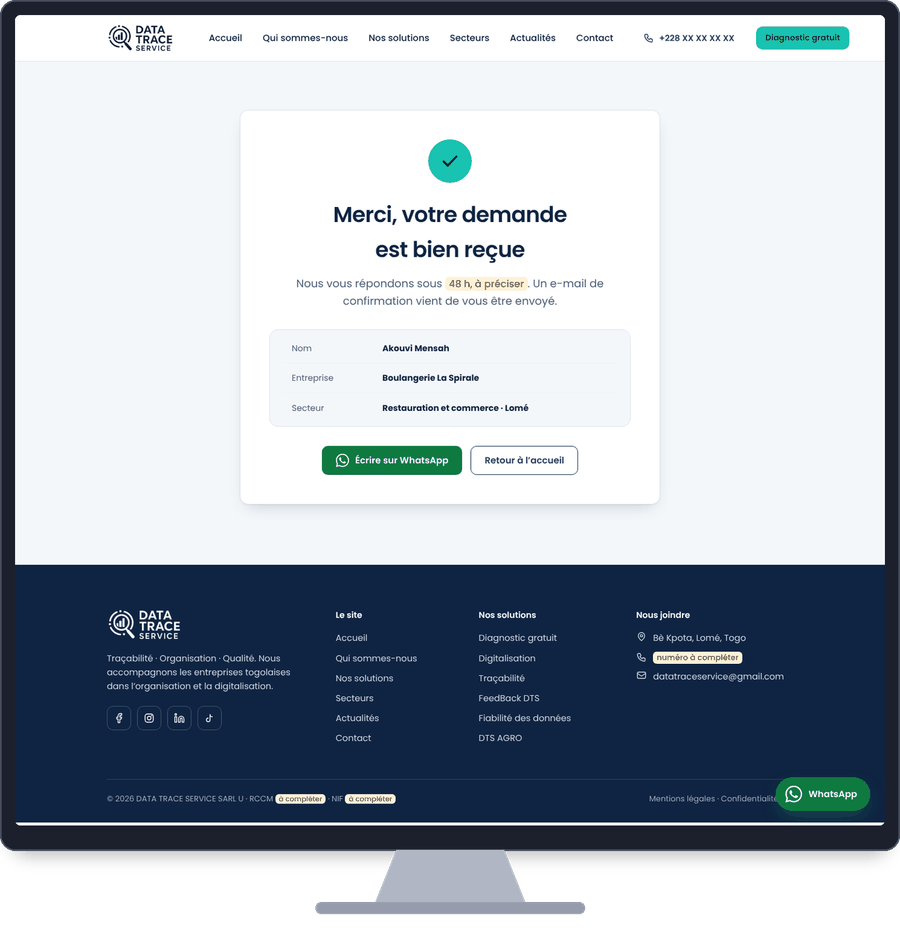 DATA TRACE SERVICE
Accueil
Qui sommes-nous
Nos solutions
Secteurs
Actualités
Contact
+228 XX XX XX XX
Diagnostic gratuit
Merci, votre demande
est bien reçue
Nous vous répondons sous 48 h, à préciser. Un e-mail de
confirmation vient de vous être envoyé.
Nom Akouvi Mensah
Entreprise Boulangerie La Spirale
Secteur Restauration et commerce · Lomé
Écrire sur WhatsApp
Retour à l’accueil
DATA TRACE SERVICE
Traçabilité · Organisation · Qualité. Nous
accompagnons les entreprises togolaises
dans l’organisation et la digitalisation.
Le site
Accueil
Qui sommes-nous
Nos solutions
Secteurs
Actualités
Contact
Nos solutions
Diagnostic gratuit
Digitalisation
Traçabilité
FeedBack DTS
Fiabilité des données
DTS AGRO
Nous joindre
Bè Kpota, Lomé, Togo
numéro à compléter
datatraceservice@gmail.com
© 2026 DATA TRACE SERVICE SARL U · RCCM à compléter · NIF à compléter
Mentions légales · Confidentialité
WhatsApp